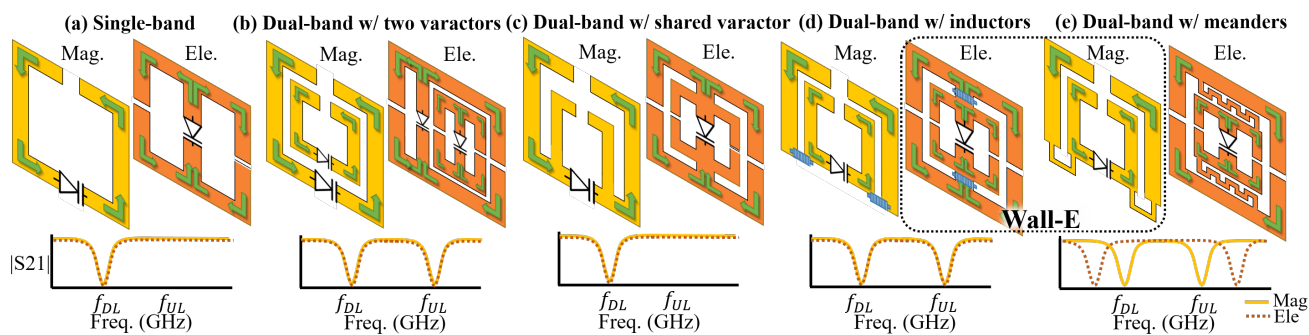 (a) Single-band
(b) Dual-band w/ two varactors
(c) Dual-band w/ shared varactor
(d) Dual-band w/ inductors
(e) Dual-band w/ meanders
Mag. Ele.
Mag. Ele.
Mag. Ele.
Mag. Ele.
Mag. Ele.
Wall-E
|S21|
f_DL f_UL
Freq. (GHz)
f_DL f_UL
Freq. (GHz)
f_DL f_UL
Freq. (GHz)
f_DL f_UL
Freq. (GHz)
f_DL f_UL
Freq. (GHz)
Mag
Ele